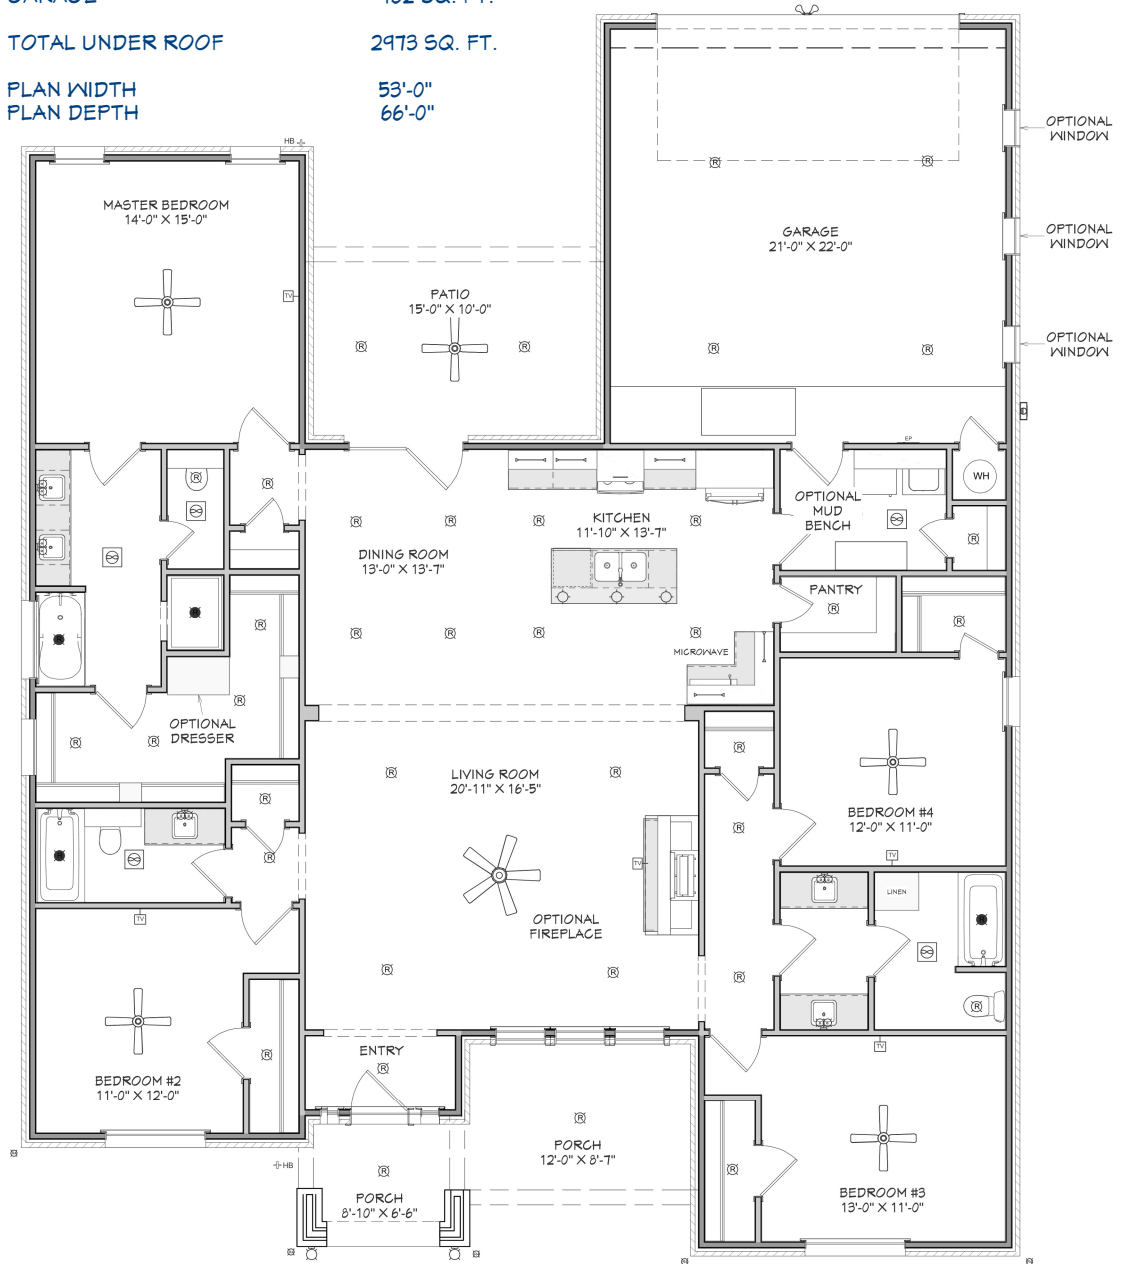 TOTAL UNDER ROOF 2973 SQ. FT.
PLAN WIDTH 53'-0"
PLAN DEPTH 66'-0"
HB
OPTIONAL
WINDOW
MASTER BEDROOM
14'-0" X 15'-0"
GARAGE
21'-0" X 22'-0"
OPTIONAL
WINDOW
TV
PATIO
15'-0" X 10'-0"
R
R
R
R
OPTIONAL
WINDOW
R
R
EP
R
R
WH
OPTIONAL
MUD
BENCH
KITCHEN
11'-10" X 13'-7"
R
R
R
R
R
R
DINING ROOM
13'-0" X 13'-7"
PANTRY
R
R
R
R
R
R
R
R
R
MICROWAVE
R
OPTIONAL
DRESSER
R
R
R
R
R
LIVING ROOM
20'-11" X 16'-5"
R
R
BEDROOM #4
12'-0" X 11'-0"
R
R
TV
TV
LINEN
TV
OPTIONAL
FIREPLACE
R
R
R
R
TV
ENTRY
R
R
BEDROOM #2
11'-0" X 12'-0"
R
PORCH
12'-0" X 8'-7"
HB
R
R
PORCH
8'-10" X 6'-6"
BEDROOM #3
13'-0" X 11'-0"